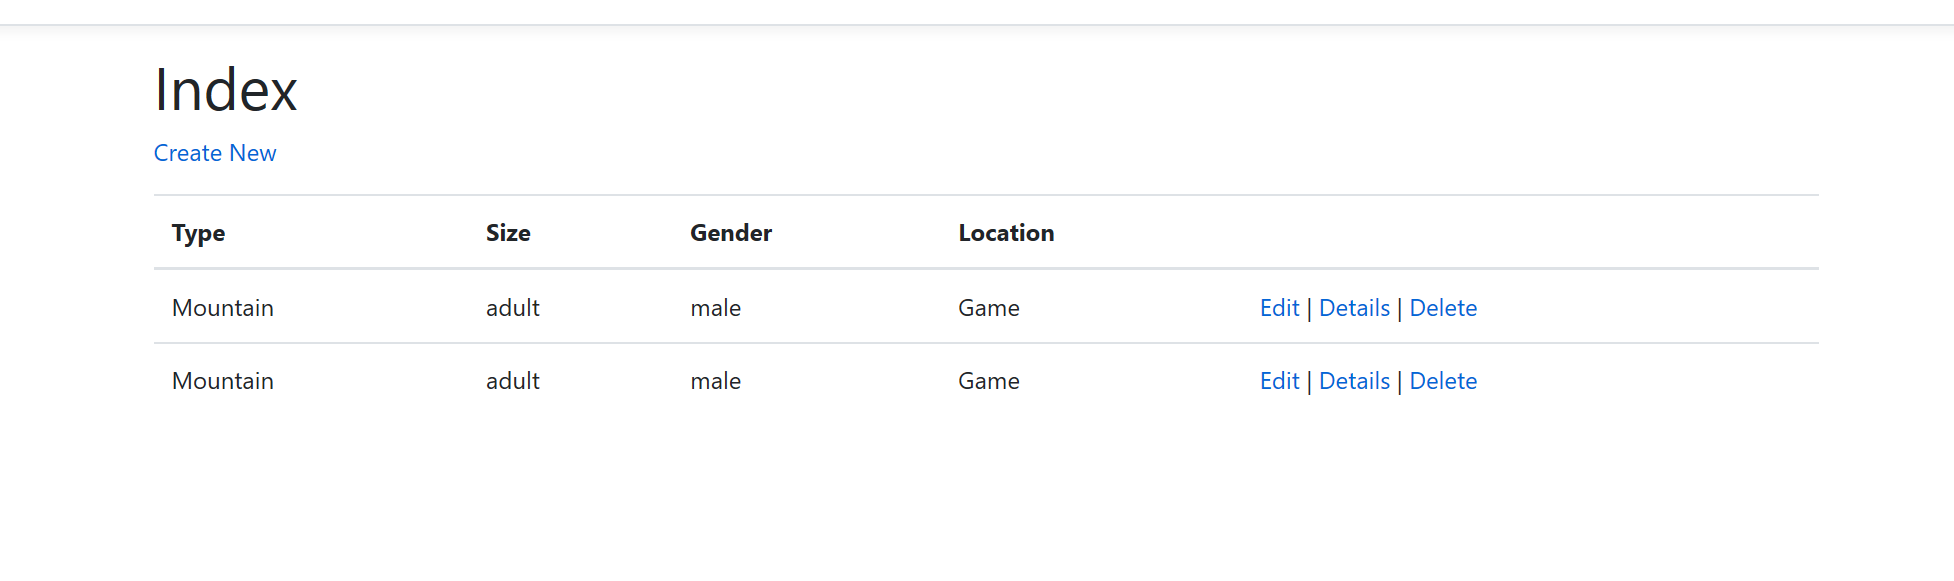 Index
Create New
Type Size Gender Location
Mountain adult male Game Edit | Details | Delete
Mountain adult male Game Edit | Details | Delete